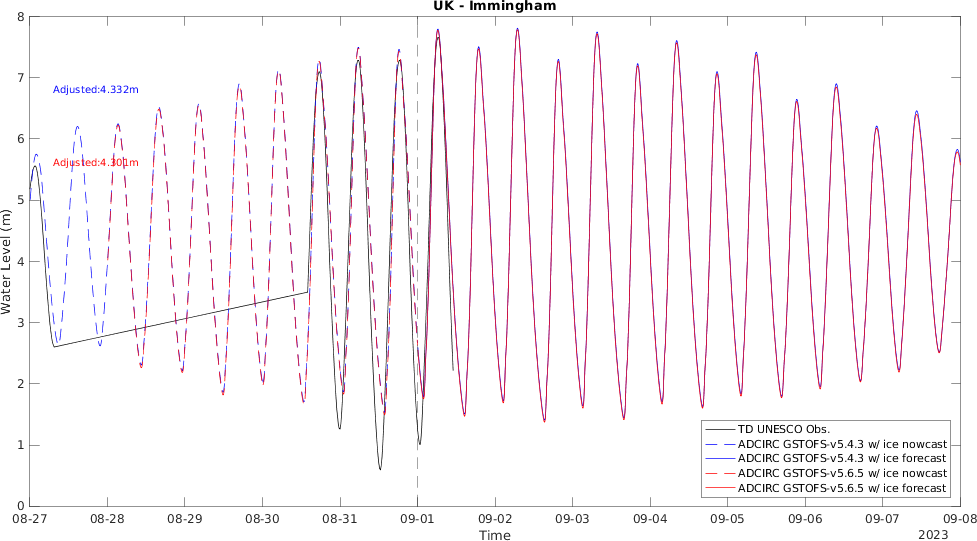 UK - Immingham
8
7
6
5
4
3
2
1
0
Water Level (m)
Adjusted:4.332m
Adjusted:4.301m
TD UNESCO Obs.
ADCIRC GSTOFS-v5.4.3 w/ ice nowcast
ADCIRC GSTOFS-v5.4.3 w/ ice forecast
ADCIRC GSTOFS-v5.6.5 w/ ice nowcast
ADCIRC GSTOFS-v5.6.5 w/ ice forecast
08-27 08-28 08-29 08-30 08-31 09-01 09-02 09-03 09-04 09-05 09-06 09-07 09-08
Time
2023